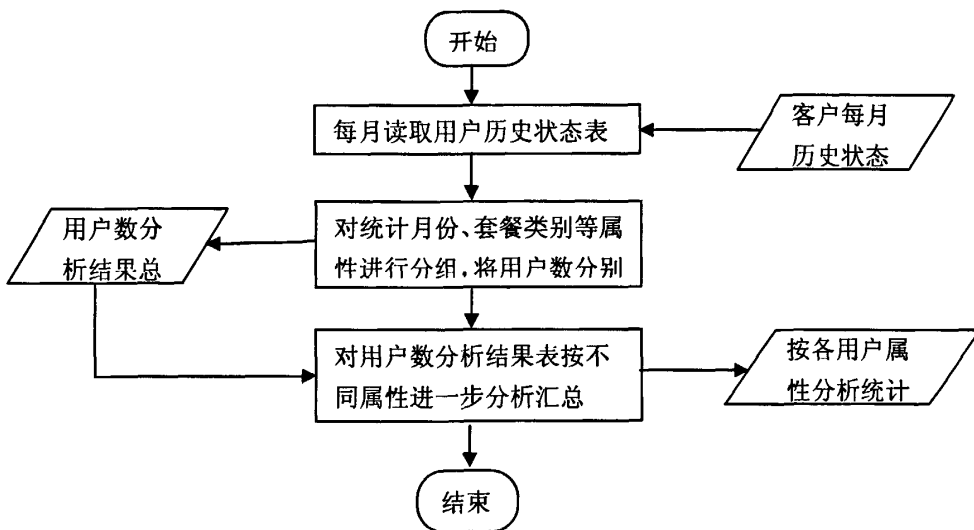 开始
每月读取用户历史状态表
客户每月
历史状态
对统计月份、套餐类别等属
性进行分组，将用户数分别
用户数分
析结果总
对用户数分析结果表按不
同属性进一步分析汇总
按各用户属
性分析统计
结束